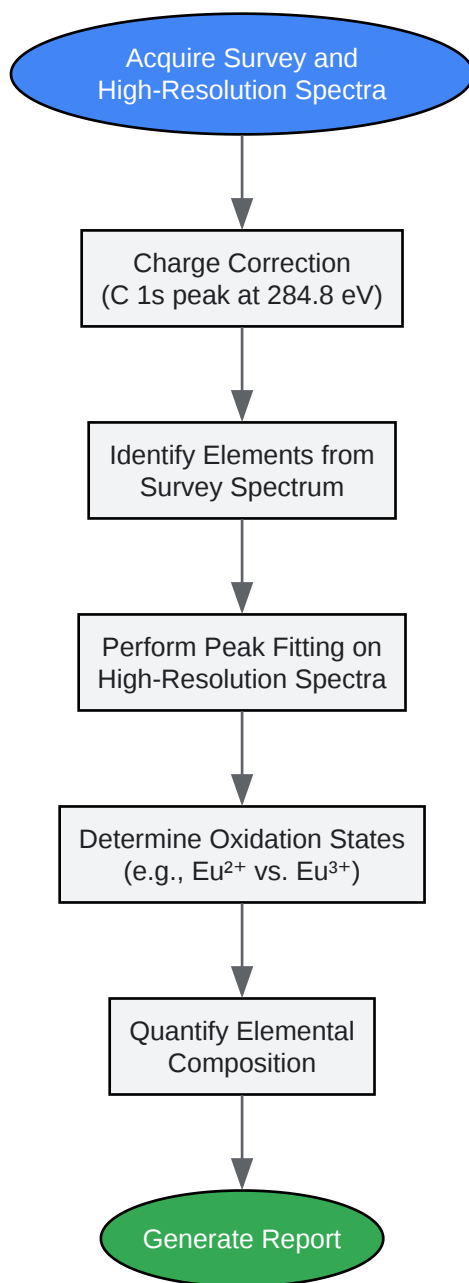 Acquire Survey and
High-Resolution Spectra
Charge Correction
(C 1s peak at 284.8 eV)
Identify Elements from
Survey Spectrum
Perform Peak Fitting on
High-Resolution Spectra
Determine Oxidation States
(e.g., Eu²⁺ vs. Eu³⁺)
Quantify Elemental
Composition
Generate Report